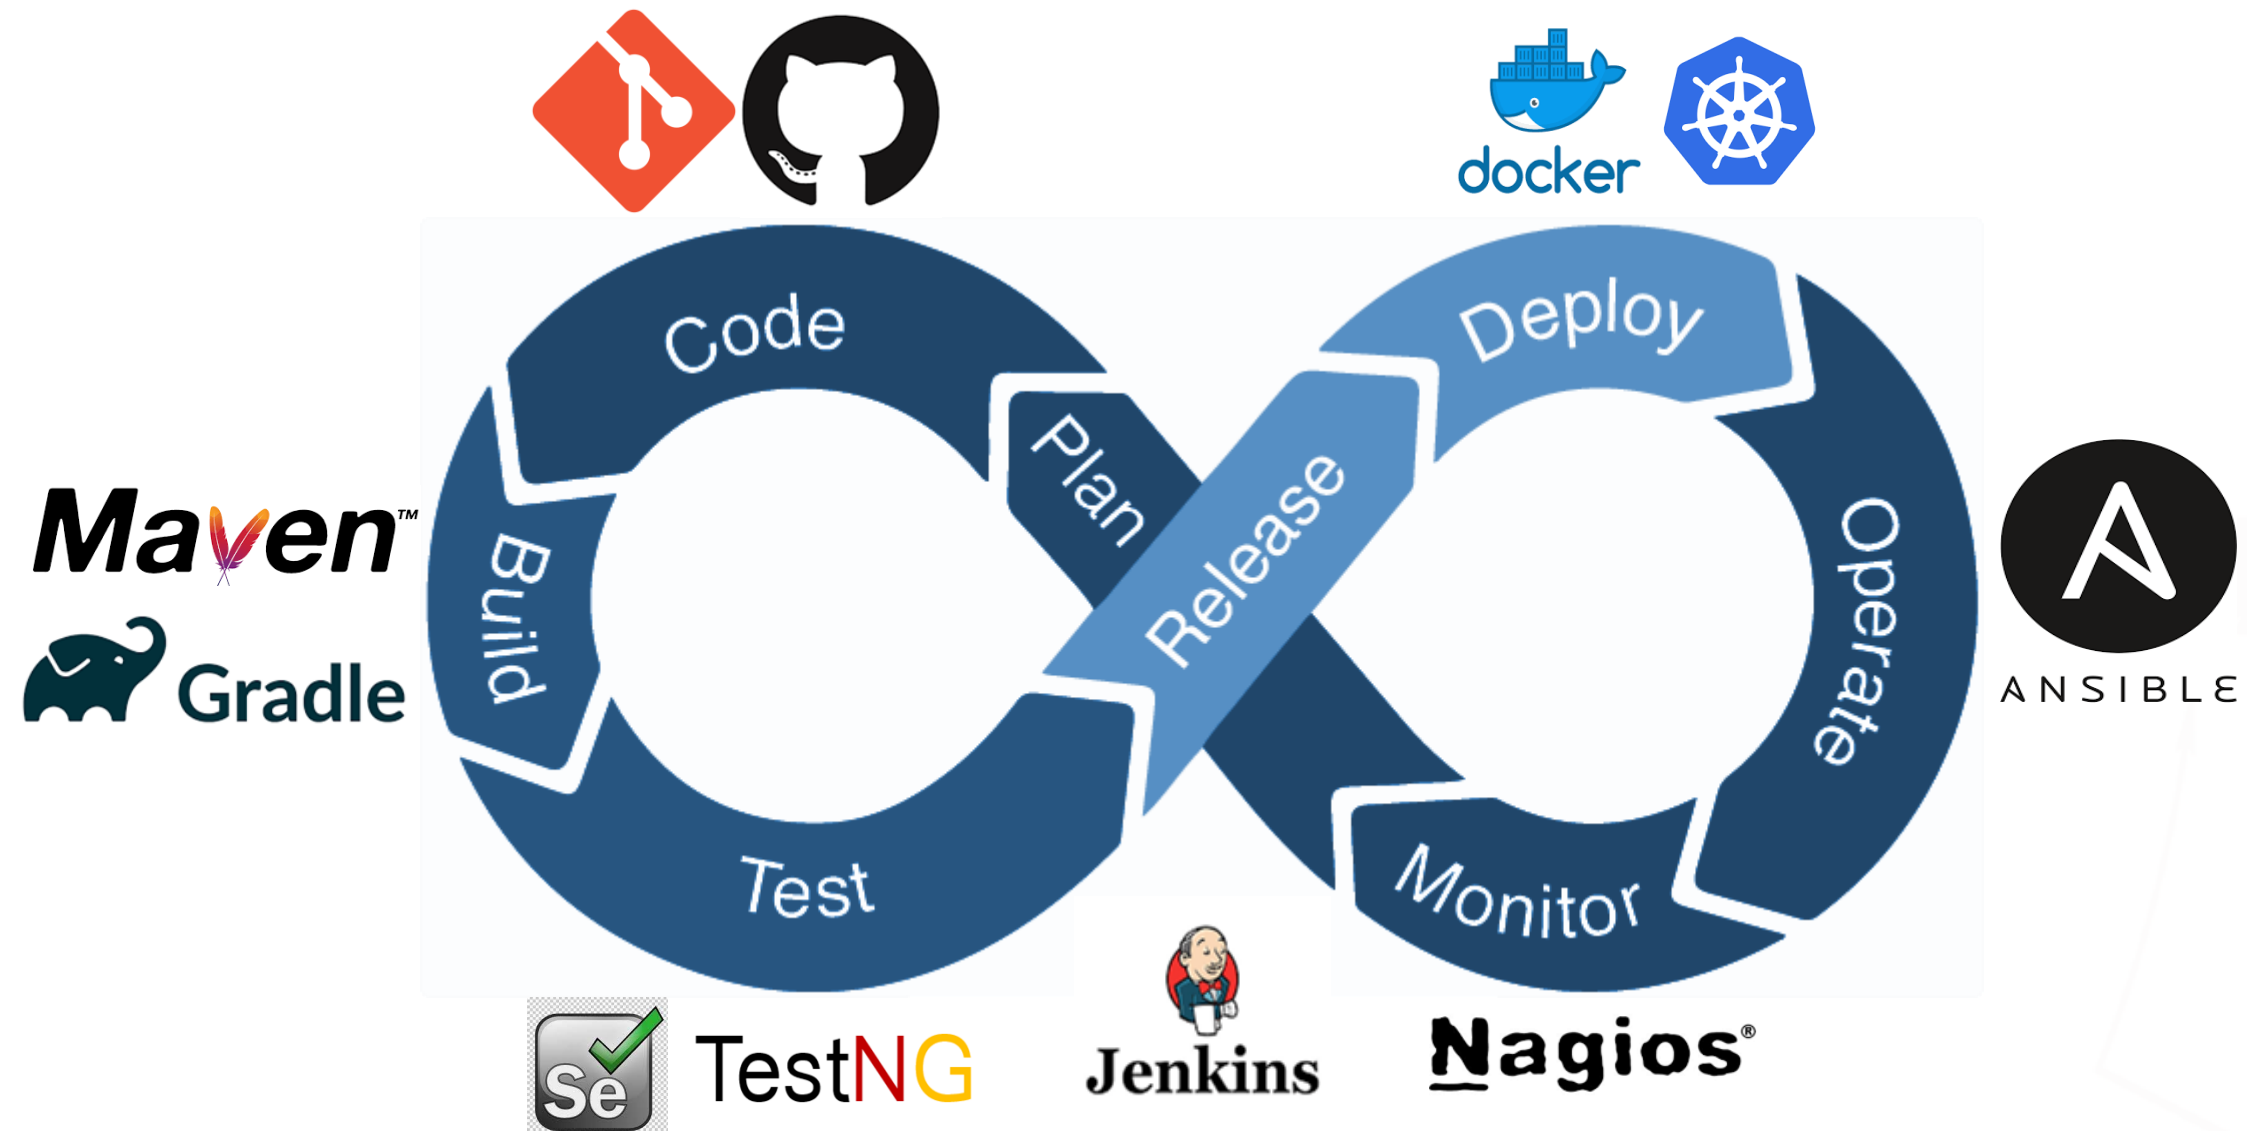 docker
Code
Deploy
Plan
Release
Maven™
Build
Operate
Gradle
ANSIBLE
Test
Monitor
Se
TestNG
Jenkins
Nagios®